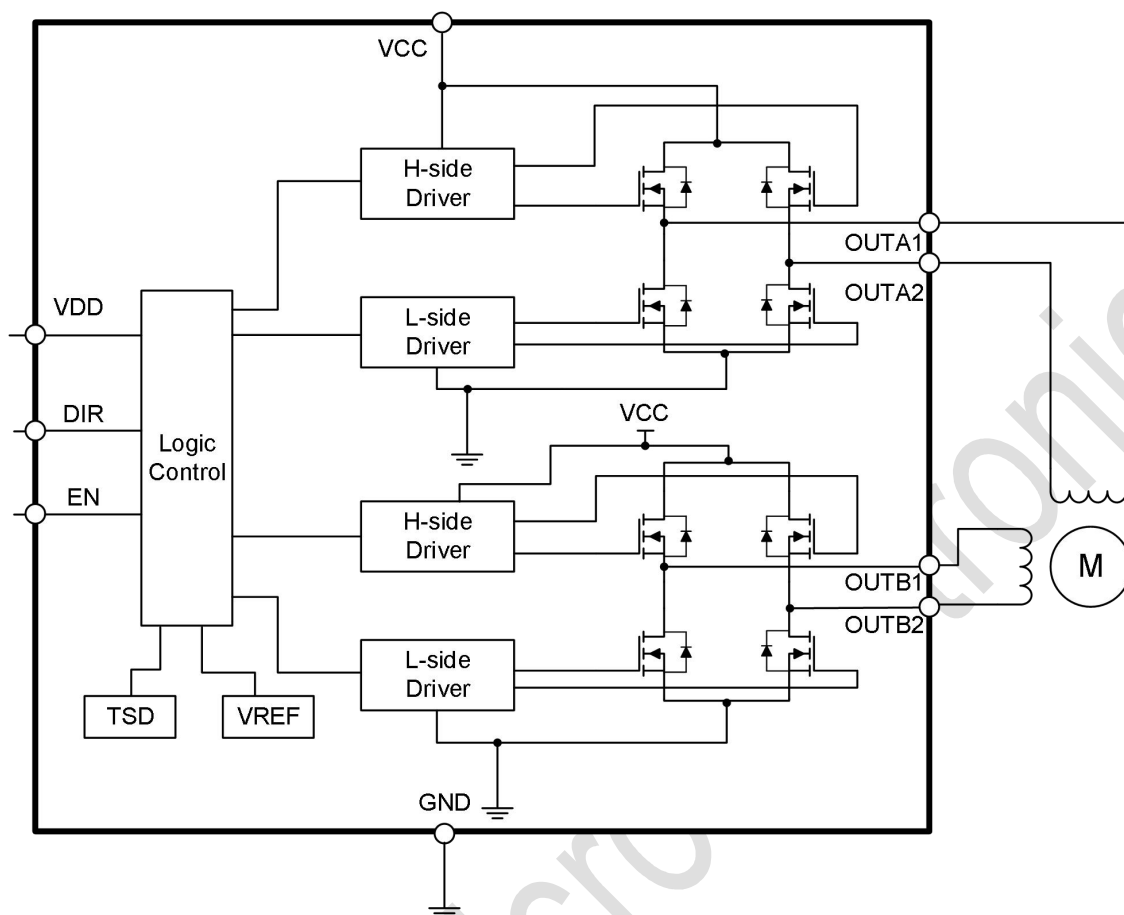 VCC
H-side
Driver
OUTA1
OUTA2
VDD
L-side
Driver
DIR
VCC
Logic
Control
EN
H-side
Driver
OUTB1
M
OUTB2
L-side
Driver
TSD
VREF
GND